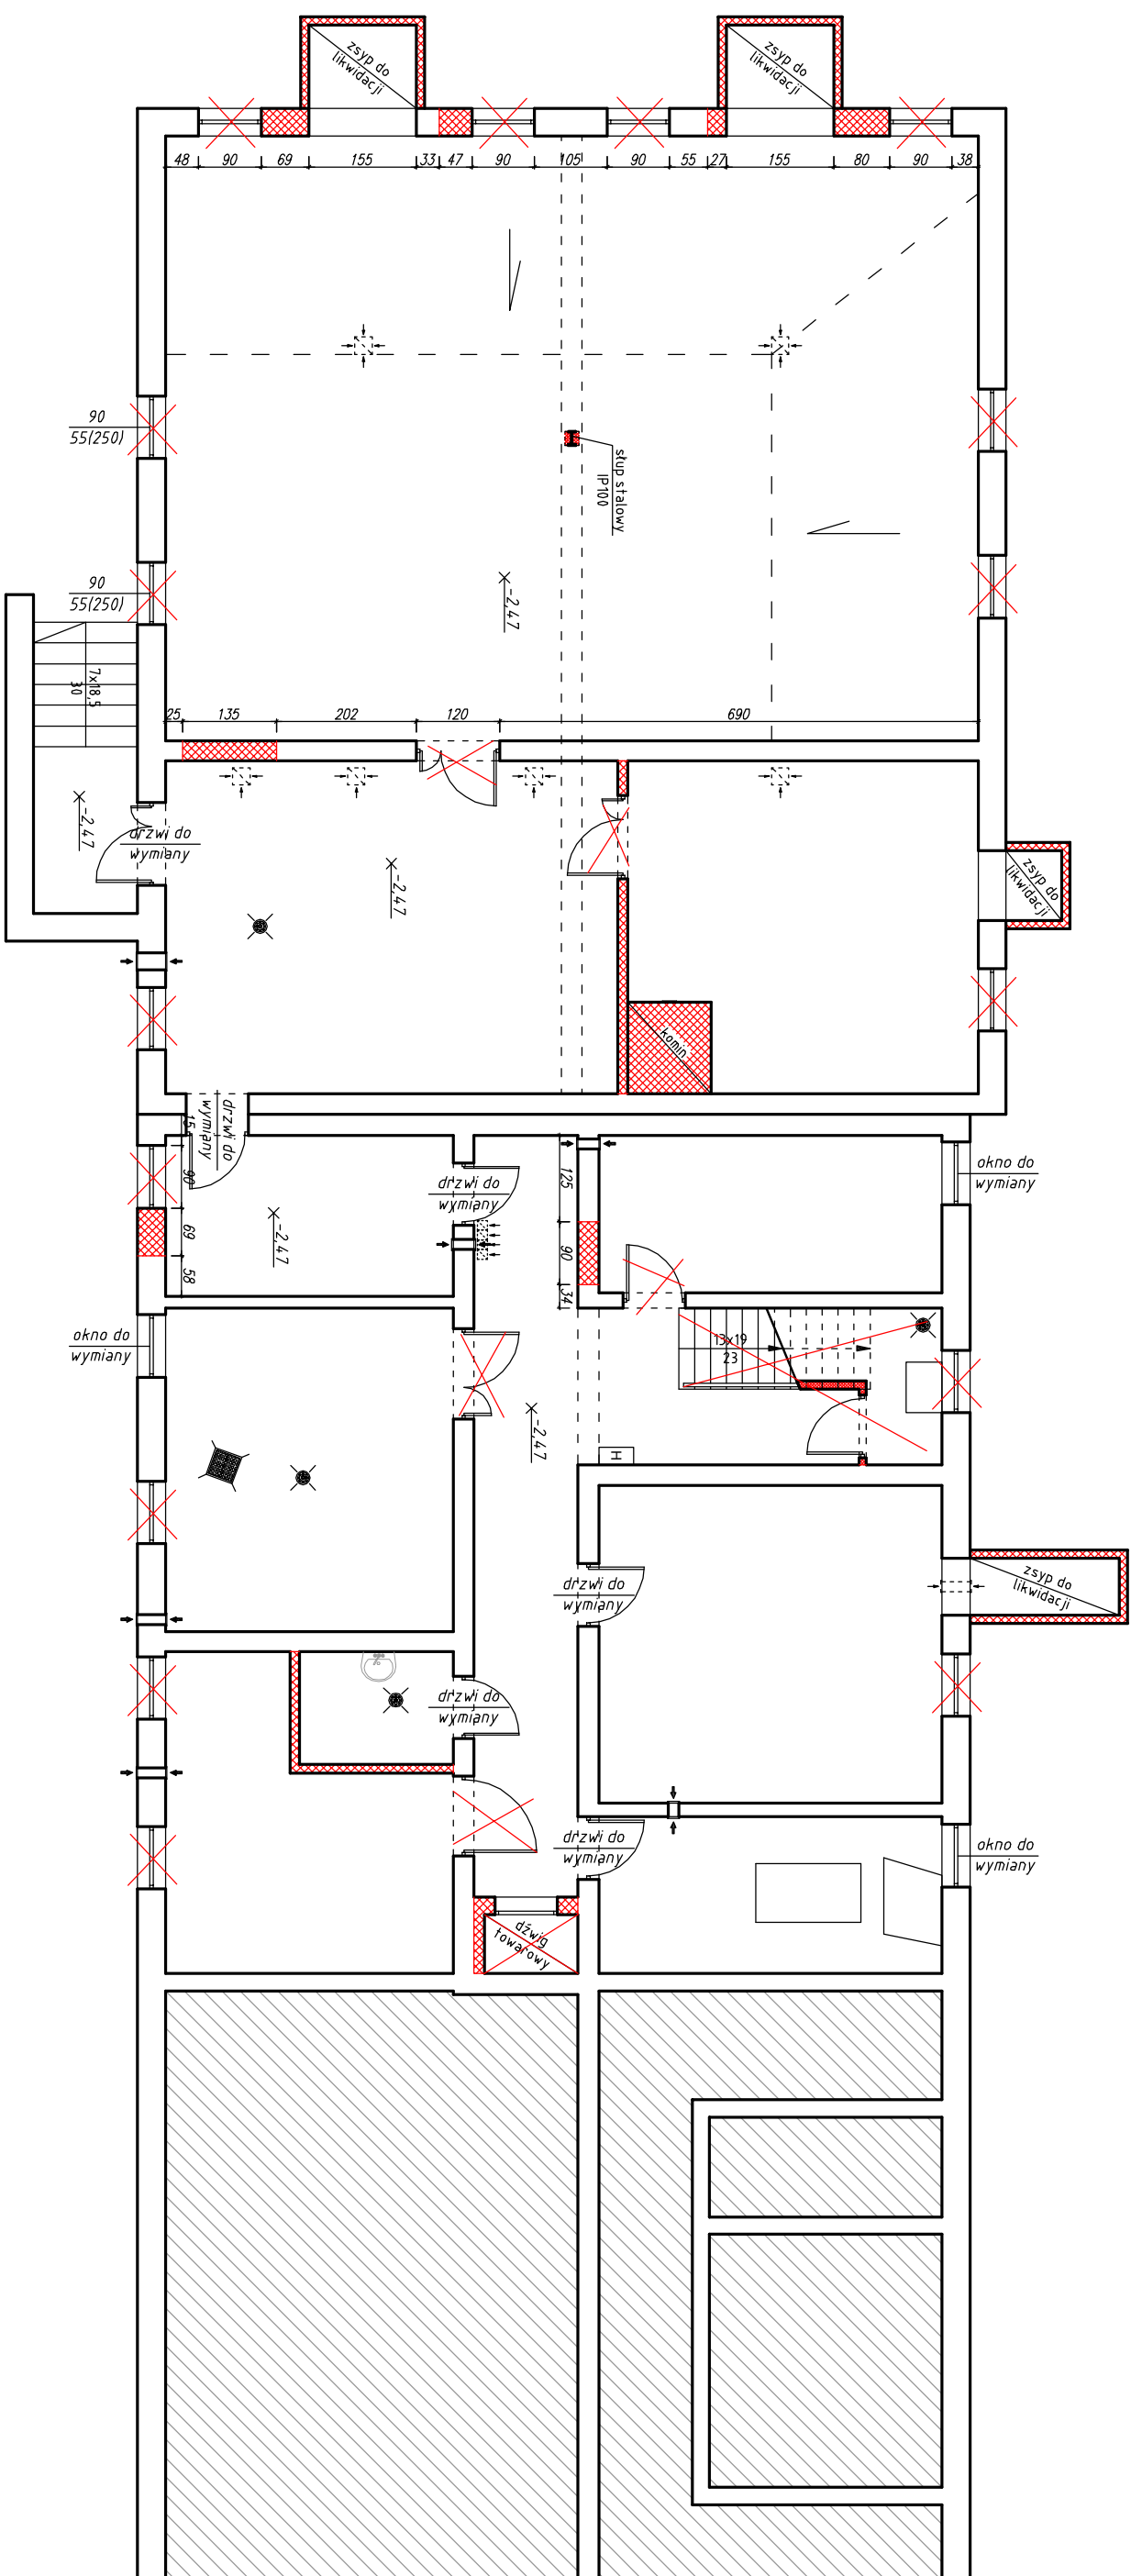 zsyp do
likwidacji
zsyp do
likwidacji
48 90 69 155 33 47 90 105 90 55 27 155 80 90 38
90
55(250)
słup stalowy
IP100
90
55(250)
-2,47
7x18,5
30
25 135 202 120 690
-2,47
drzwi do
wymiany
-2,47
zsyp do
likwidacji
komin
drzwi do
wymiany
15
90
69
58
-2,47
drzwi do
wymiany
125
90
34
okno do
wymiany
okno do
wymiany
13x19
23
-2,47
H
drzwi do
wymiany
zsyp do
likwidacji
drzwi do
wymiany
drzwi do
wymiany
okno do
wymiany
dźwig
towarowy